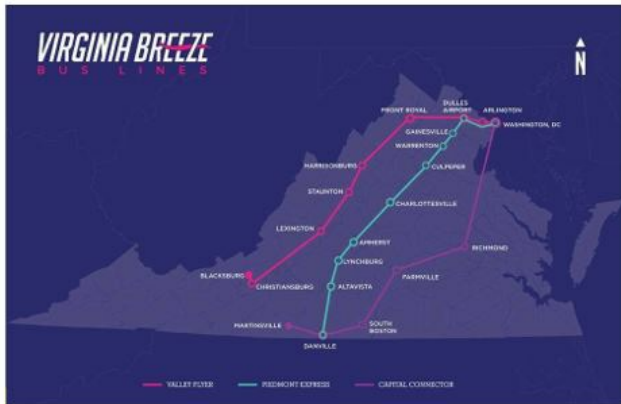 VIRGINIA BREEZE
BUS LINES
N
FRONT ROYAL
DULLES
AIRPORT
ARLINGTON
WASHINGTON, DC
GAINESVILLE
WARRENTON
CULPEPER
HARRISONBURG
STAUNTON
CHARLOTTESVILLE
LEXINGTON
AMHERST
RICHMOND
LYNCHBURG
BLACKSBURG
FARMVILLE
CHRISTIANSBURG
ALTAVISTA
MARTINSVILLE
SOUTH
BOSTON
DANVILLE
VALLEY FLYER
PIEDMONT EXPRESS
CAPITAL CONNECTOR